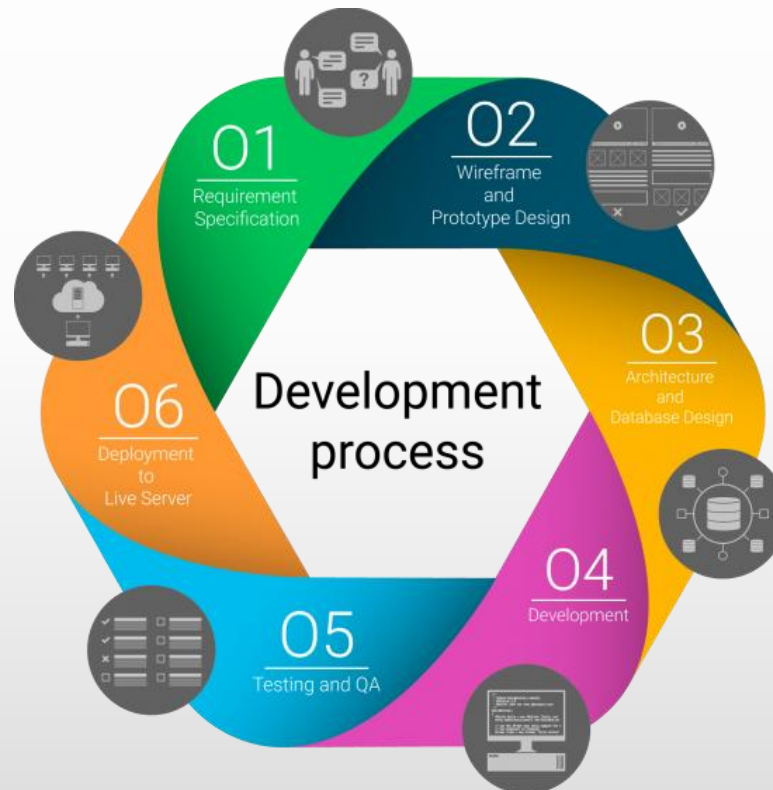 01
Requirement
Specification
?
02
Wireframe
and
Prototype Design
03
Architecture
and
Database Design
04
Development
05
Testing and QA
06
Deployment
to
Live Server
Development
process